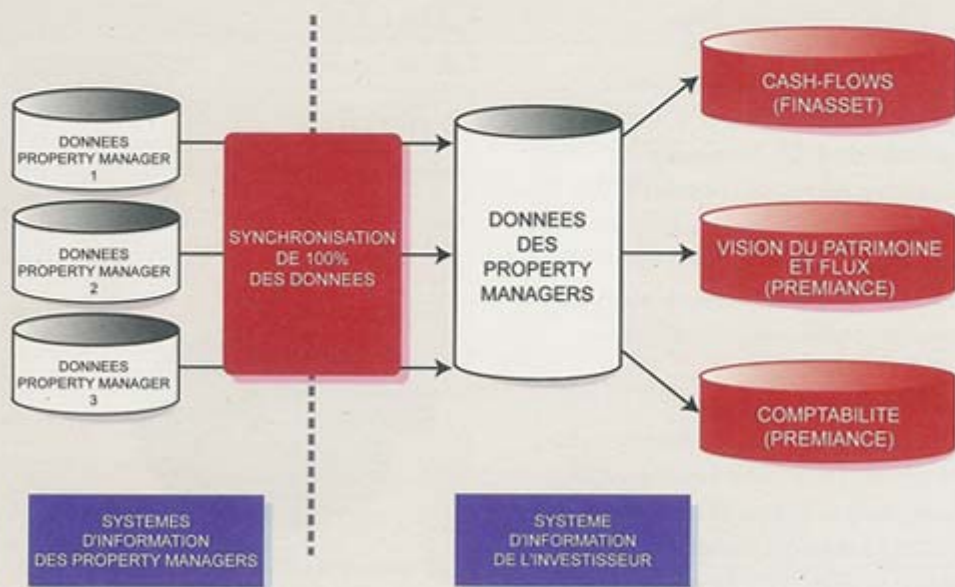 DONNEES
PROPERTY MANAGER
1
DONNEES
PROPERTY MANAGER
2
DONNEES
PROPERTY MANAGER
3
SYNCHRONISATION
DE 100%
DES DONNEES
DONNEES
DES
PROPERTY
MANAGERS
CASH-FLOWS
(FINASSET)
VISION DU PATRIMOINE
ET FLUX
(PREMIANCE)
COMPTABILITE
(PREMIANCE)
SYSTEMES
D'INFORMATION
DES PROPERTY MANAGERS
SYSTÈME
D'INFORMATION
DE L'INVESTISSEUR